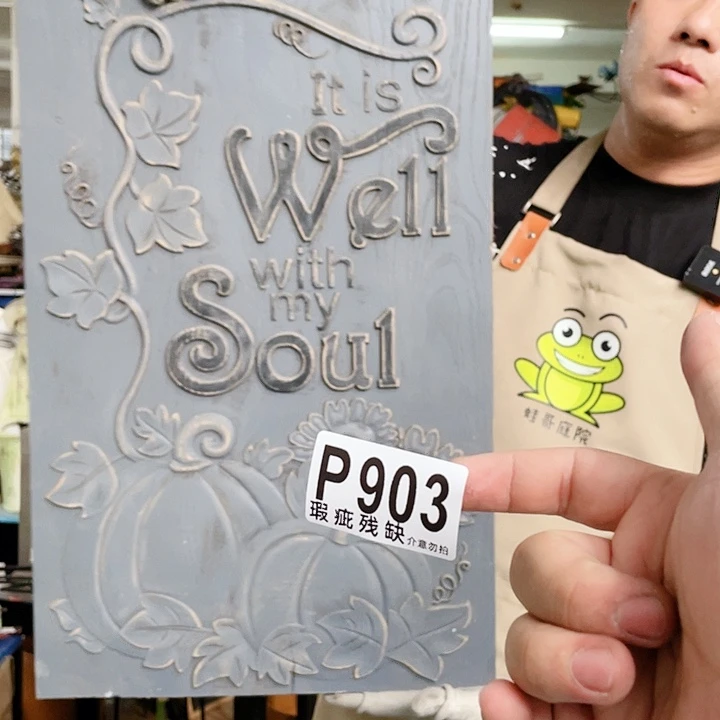 It is
Well
with
my
Soul
P903
瑕疵残缺
介意勿拍
蛙哥庭院